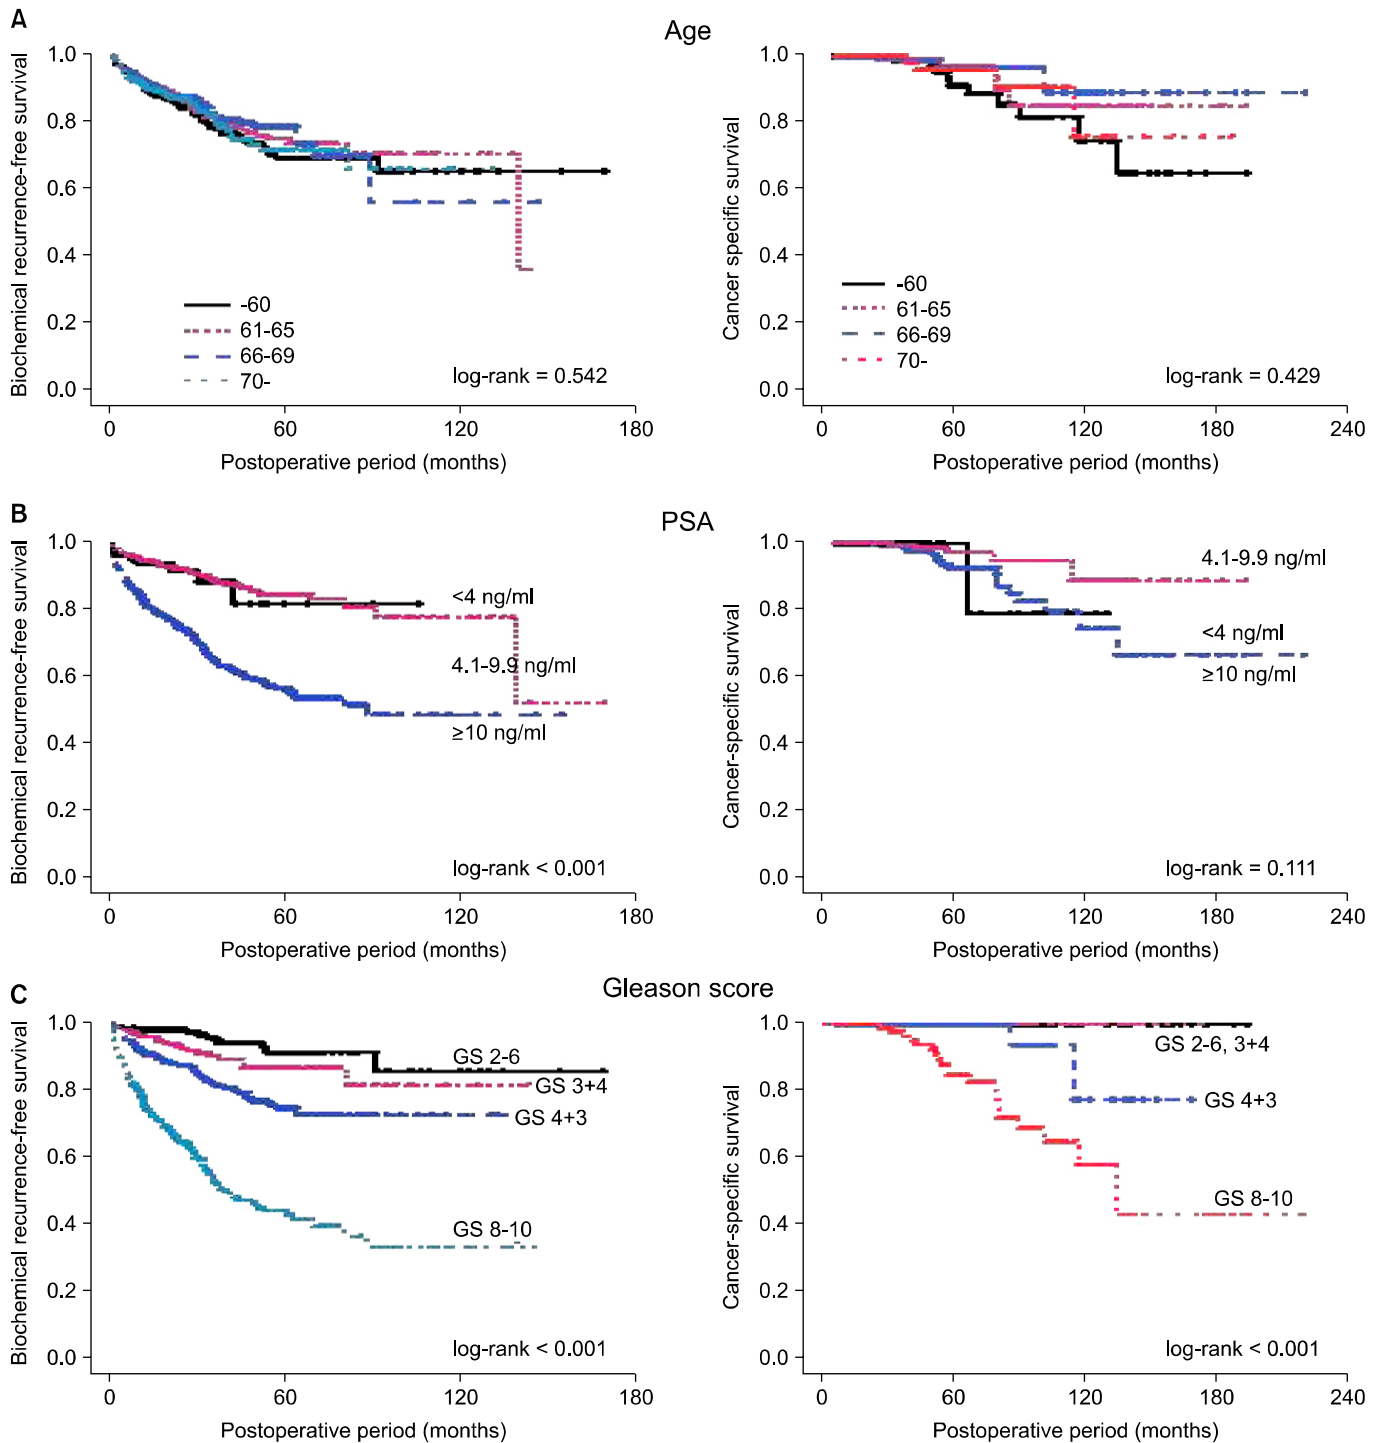 A
Age
Biochemical recurrence-free survival
1.0
0.8
0.6
0.4
0.2
0.0
-60
61-65
66-69
70-
log-rank = 0.542
0 60 120 180
Postoperative period (months)
Cancer specific survival
1.0
0.8
0.6
0.4
0.2
0.0
-60
61-65
66-69
70-
log-rank = 0.429
0 60 120 180 240
Postoperative period (months)
B
PSA
Biochemical recurrence-free survival
1.0
0.8
0.6
0.4
0.2
0.0
<4 ng/ml
4.1-9.9 ng/ml
≥10 ng/ml
log-rank < 0.001
0 60 120 180
Postoperative period (months)
Cancer-specific survival
1.0
0.8
0.6
0.4
0.2
0.0
4.1-9.9 ng/ml
<4 ng/ml
≥10 ng/ml
log-rank = 0.111
0 60 120 180 240
Postoperative period (months)
C
Gleason score
Biochemical recurrence-free survival
1.0
0.8
0.6
0.4
0.2
0.0
GS 2-6
GS 3+4
GS 4+3
GS 8-10
log-rank < 0.001
0 60 120 180
Postoperative period (months)
Cancer-specific survival
1.0
0.8
0.6
0.4
0.2
0.0
GS 2-6, 3+4
GS 4+3
GS 8-10
log-rank < 0.001
0 60 120 180 240
Postoperative period (months)